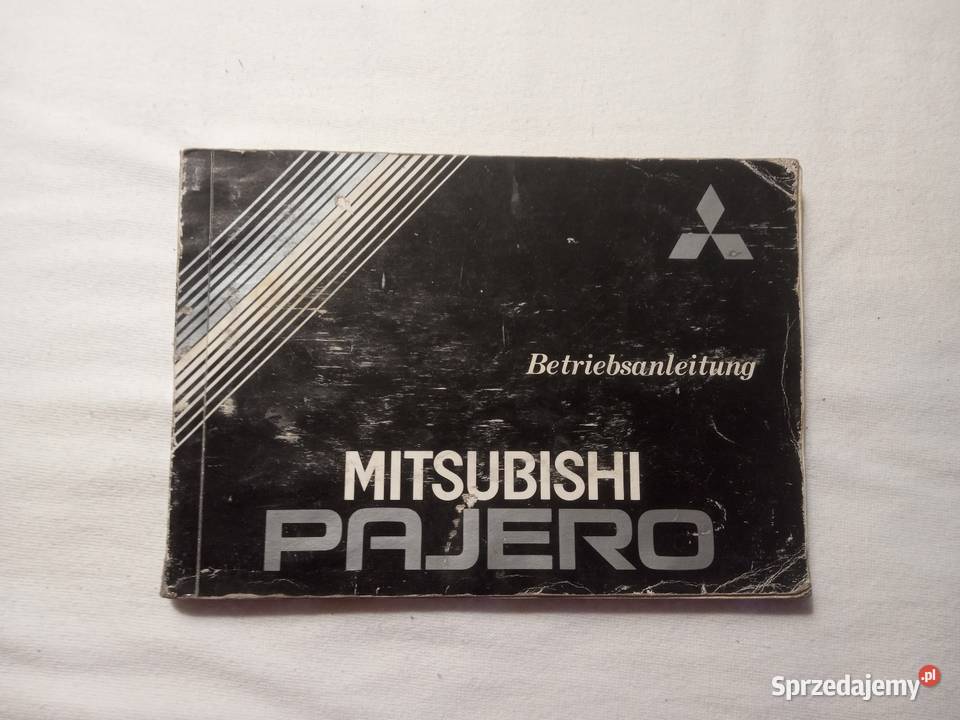 Betriebsanleitung
MITSUBISHI
PAJERO
Sprzedajemy.pl